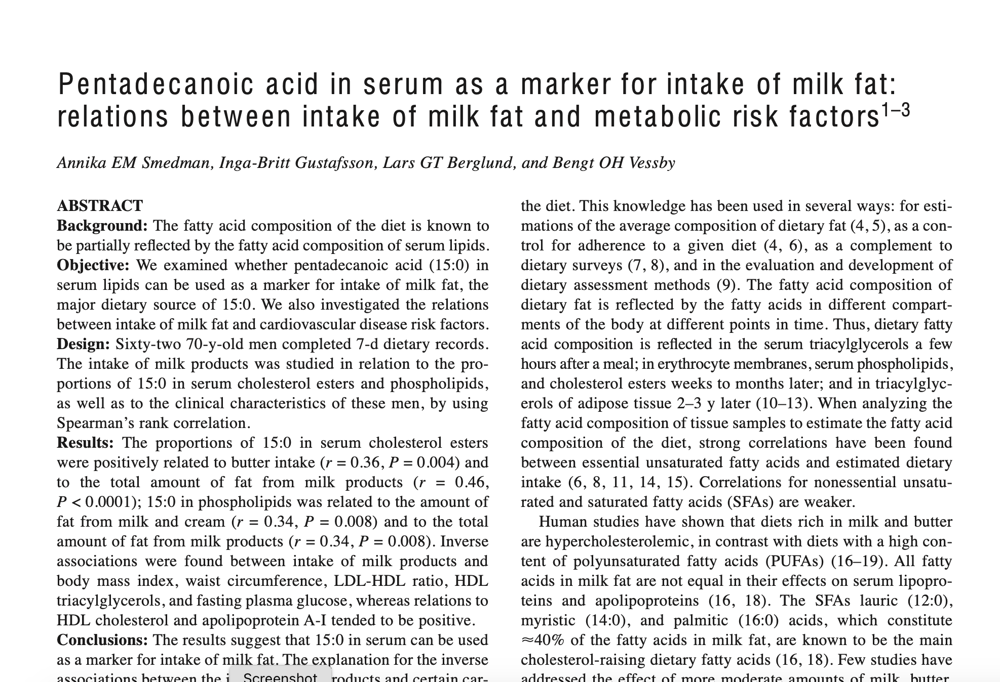 Pentadecanoic acid in serum as a marker for intake of milk fat:
relations between intake of milk fat and metabolic risk factors1–3
Annika EM Smedman, Inga-Britt Gustafsson, Lars GT Berglund, and Bengt OH Vessby
ABSTRACT
Background: The fatty acid composition of the diet is known to
be partially reflected by the fatty acid composition of serum lipids.
Objective: We examined whether pentadecanoic acid (15:0) in
serum lipids can be used as a marker for intake of milk fat, the
major dietary source of 15:0. We also investigated the relations
between intake of milk fat and cardiovascular disease risk factors.
Design: Sixty-two 70-y-old men completed 7-d dietary records.
The intake of milk products was studied in relation to the pro-
portions of 15:0 in serum cholesterol esters and phospholipids,
as well as to the clinical characteristics of these men, by using
Spearman’s rank correlation.
Results: The proportions of 15:0 in serum cholesterol esters
were positively related to butter intake (r = 0.36, P = 0.004) and
to the total amount of fat from milk products (r = 0.46,
P < 0.0001); 15:0 in phospholipids was related to the amount of
fat from milk and cream (r = 0.34, P = 0.008) and to the total
amount of fat from milk products (r = 0.34, P = 0.008). Inverse
associations were found between intake of milk products and
body mass index, waist circumference, LDL-HDL ratio, HDL
triacylglycerols, and fasting plasma glucose, whereas relations to
HDL cholesterol and apolipoprotein A-I tended to be positive.
Conclusions: The results suggest that 15:0 in serum can be used
as a marker for intake of milk fat. The explanation for the inverse
associations between the i roducts and certain car-
Screenshot
the diet. This knowledge has been used in several ways: for esti-
mations of the average composition of dietary fat (4, 5), as a con-
trol for adherence to a given diet (4, 6), as a complement to
dietary surveys (7, 8), and in the evaluation and development of
dietary assessment methods (9). The fatty acid composition of
dietary fat is reflected by the fatty acids in different compart-
ments of the body at different points in time. Thus, dietary fatty
acid composition is reflected in the serum triacylglycerols a few
hours after a meal; in erythrocyte membranes, serum phospholipids,
and cholesterol esters weeks to months later; and in triacylglyc-
erols of adipose tissue 2–3 y later (10–13). When analyzing the
fatty acid composition of tissue samples to estimate the fatty acid
composition of the diet, strong correlations have been found
between essential unsaturated fatty acids and estimated dietary
intake (6, 8, 11, 14, 15). Correlations for nonessential unsatu-
rated and saturated fatty acids (SFAs) are weaker.
Human studies have shown that diets rich in milk and butter
are hypercholesterolemic, in contrast with diets with a high con-
tent of polyunsaturated fatty acids (PUFAs) (16–19). All fatty
acids in milk fat are not equal in their effects on serum lipopro-
teins and apolipoproteins (16, 18). The SFAs lauric (12:0),
myristic (14:0), and palmitic (16:0) acids, which constitute
≈40% of the fatty acids in milk fat, are known to be the main
cholesterol-raising dietary fatty acids (16, 18). Few studies have
addressed the effect of more moderate amounts of milk, butter,